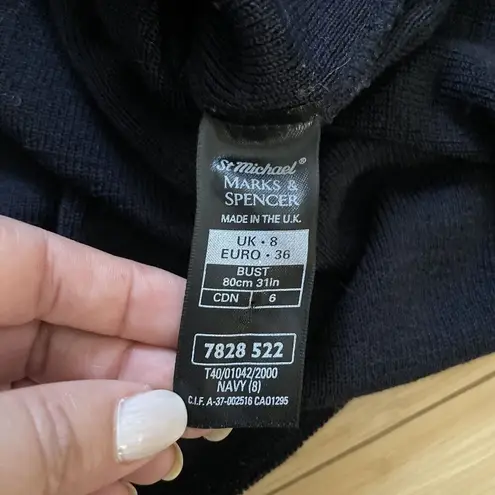 St Michael®
MARKS &
SPENCER
MADE IN THE U.K.
UK · 8
EURO · 36
BUST
80cm 31in
CDN 6
7828 522
T40/01042/2000
NAVY (8)
C.I.F. A-37-002516 CA01295